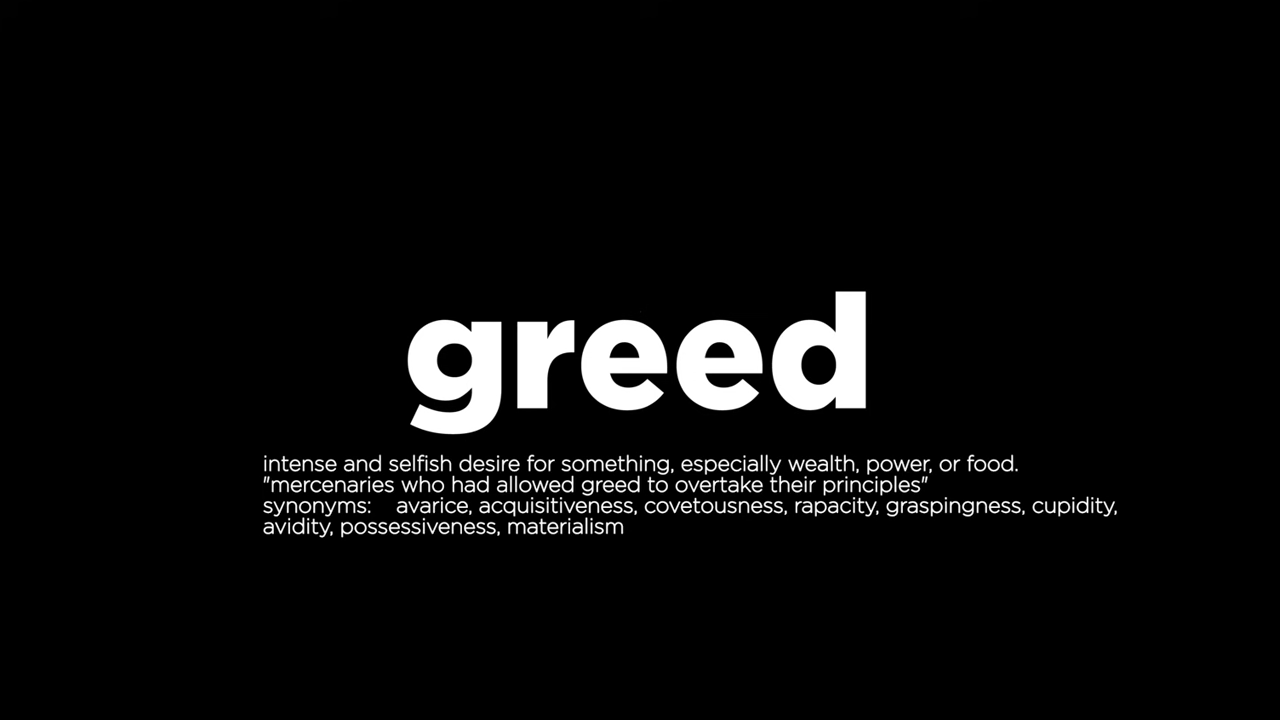 greed
intense and selfish desire for something, especially wealth, power, or food.
"mercenaries who had allowed greed to overtake their principles"
synonyms: avarice, acquisitiveness, covetousness, rapacity, graspingness, cupidity,
avidity, possessiveness, materialism